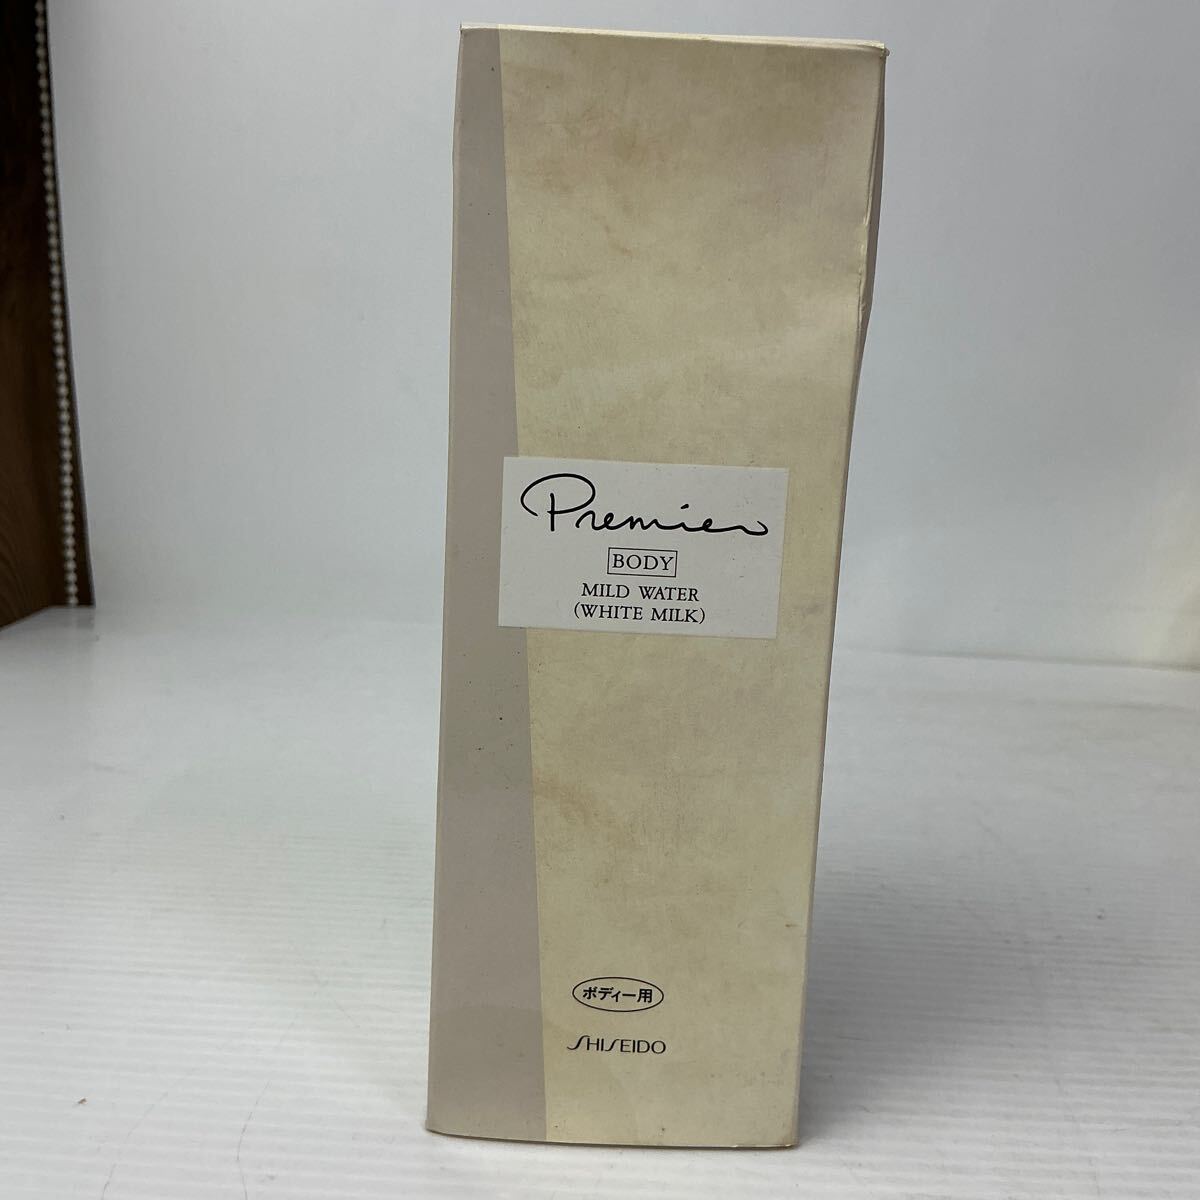 Premier
BODY
MILD WATER
(WHITE MILK)
ボディー用
SHISEIDO